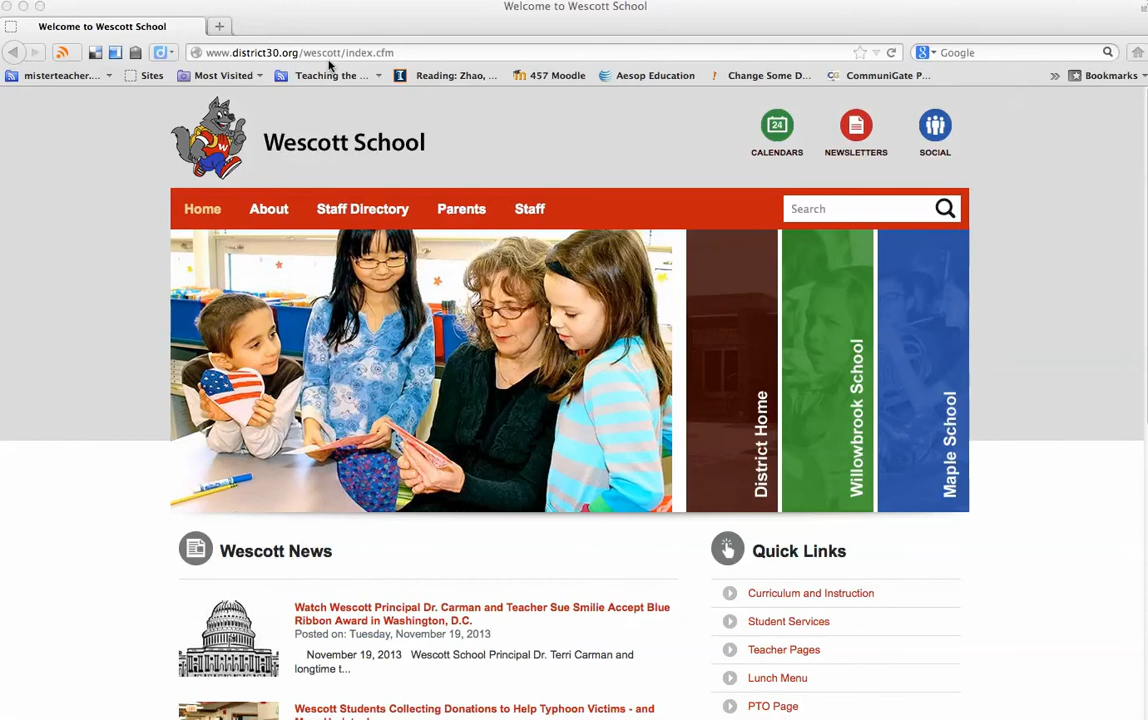 Welcome to Wescott School
Welcome to Wescott School
www.district30.org/wescott/index.cfm
Google
misterteacher....
Sites
Most Visited
Teaching the ...
Reading: Zhao, ...
457 Moodle
Aesop Education
Change Some D...
CommuniGate P...
Bookmarks
W
Wescott School
24
CALENDARS
NEWSLETTERS
SOCIAL
Home
About
Staff Directory
Parents
Staff
Search
District Home
Willowbrook School
Maple School
Wescott News
Watch Wescott Principal Dr. Carman and Teacher Sue Smilie Accept Blue
Ribbon Award in Washington, D.C.
Posted on: Tuesday, November 19, 2013
November 19, 2013 Wescott School Principal Dr. Terri Carman and
longtime t...
Wescott Students Collecting Donations to Help Typhoon Victims - and
Quick Links
Curriculum and Instruction
Student Services
Teacher Pages
Lunch Menu
PTO Page